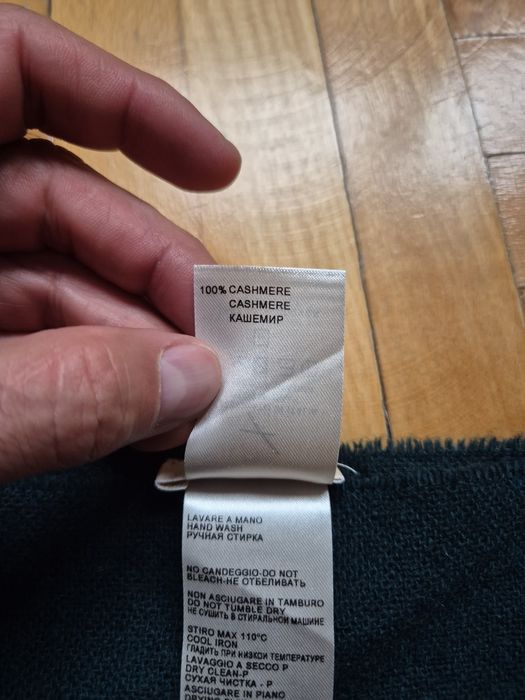 100% CASHMERE
CASHMERE
КАШЕМИР
LAVARE A MANO
HAND WASH
РУЧНАЯ СТИРКА
NO CANDEGGIO-DO NOT
BLEACH-НЕ ОТБЕЛИВАТЬ
NON ASCIUGARE IN TAMBURO
DO NOT TUMBLE DRY
НЕ СУШИТЬ В СТИРАЛЬНОЙ МАШИНЕ
STIRO MAX 110°C
COOL IRON
ГЛАДИТЬ ПРИ НИЗКОЙ ТЕМПЕРАТУРЕ
LAVAGGIO A SECCO P
DRY CLEAN-P
СУХАЯ ЧИСТКА - P
ASCIUGARE IN PIANO